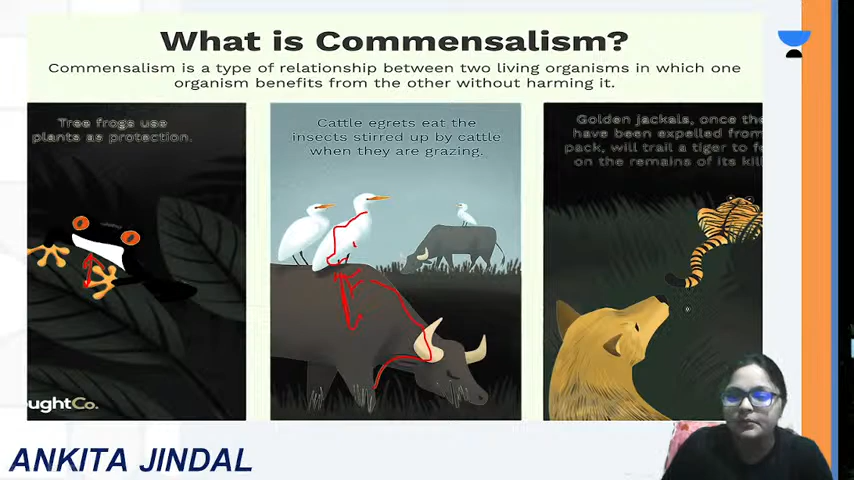 What is Commensalism?
Commensalism is a type of relationship between two living organisms in which one
organism benefits from the other without harming it.
Tree frogs use
plants as protection.
Cattle egrets eat the
insects stirred up by cattle
when they are grazing.
Golden jackals, once the
have been expelled from
pack, will trail a tiger to fe
on the remains of its kil
ughtCo.
ANKITA JINDAL